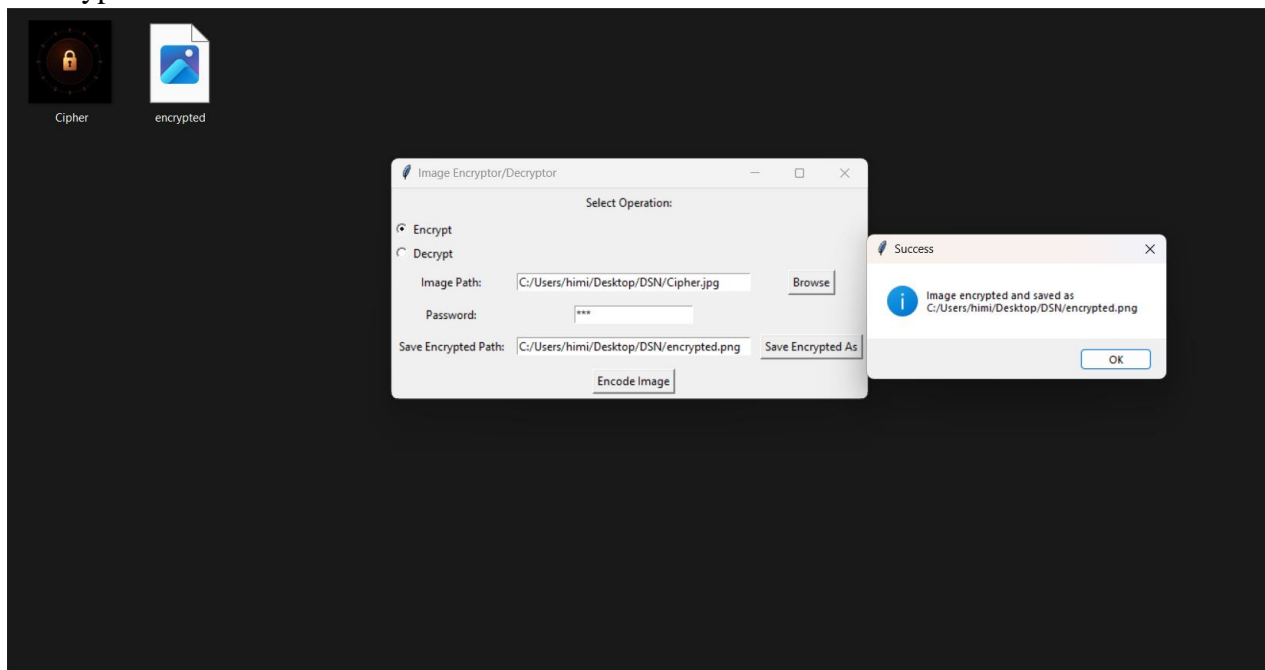 Cipher
encrypted
Image Encryptor/Decryptor
Select Operation:
Encrypt
Decrypt
Image Path: C:/Users/himi/Desktop/DSN/Cipher.jpg Browse
Password: ***
Save Encrypted Path: C:/Users/himi/Desktop/DSN/encrypted.png Save Encrypted As
Encode Image
Success
Image encrypted and saved as
C:/Users/himi/Desktop/DSN/encrypted.png
OK